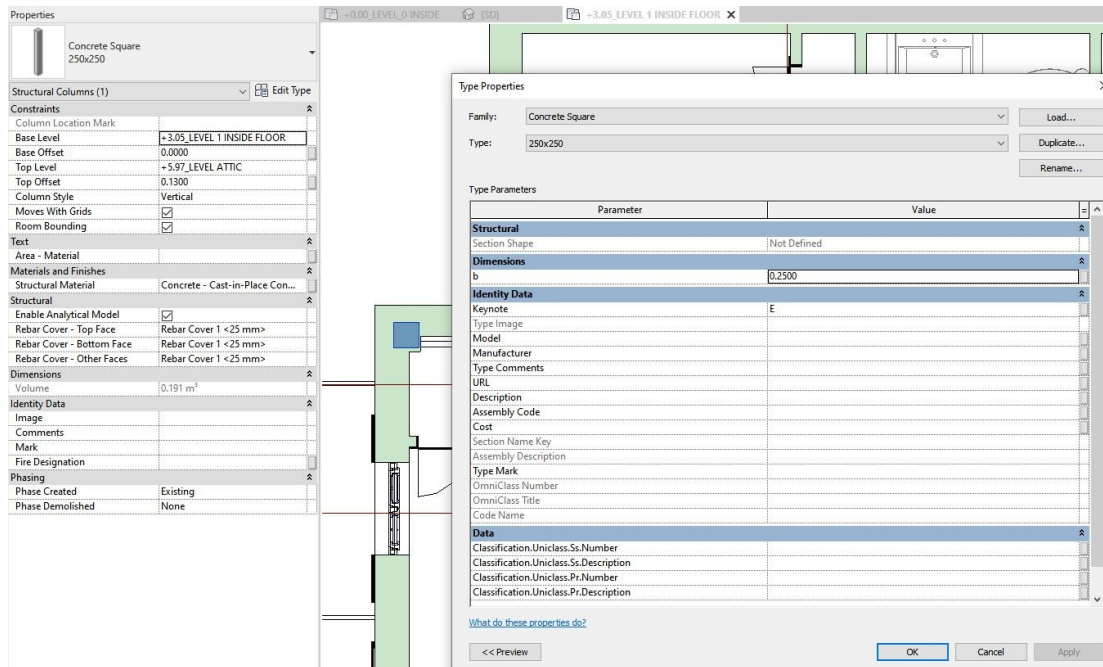 Properties
Concrete Square
250x250
Structural Columns (1)
Edit Type
Constraints
Column Location Mark
Base Level +3.05_LEVEL 1 INSIDE FLOOR
Base Offset 0.0000
Top Level +5.97_LEVEL ATTIC
Top Offset 0.1300
Column Style Vertical
Moves With Grids
Room Bounding
Text
Area - Material
Materials and Finishes
Structural Material Concrete - Cast-in-Place Con...
Structural
Enable Analytical Model
Rebar Cover - Top Face Rebar Cover 1 <25 mm>
Rebar Cover - Bottom Face Rebar Cover 1 <25 mm>
Rebar Cover - Other Faces Rebar Cover 1 <25 mm>
Dimensions
Volume 0.191 m³
Identity Data
Image
Comments
Mark
Fire Designation
Phasing
Phase Created Existing
Phase Demolished None
+0.00_LEVEL_0 INSIDE
{3D}
+3.05_LEVEL 1 INSIDE FLOOR
Type Properties
Family: Concrete Square Load...
Type: 250x250 Duplicate...
Rename...
Type Parameters
Parameter Value =
Structural
Section Shape Not Defined
Dimensions
b 0.2500
Identity Data
Keynote E
Type Image
Model
Manufacturer
Type Comments
URL
Description
Assembly Code
Cost
Section Name Key
Assembly Description
Type Mark
OmniClass Number
OmniClass Title
Code Name
Data
Classification.Uniclass.Ss.Number
Classification.Uniclass.Ss.Description
Classification.Uniclass.Pr.Number
Classification.Uniclass.Pr.Description
What do these properties do?
<< Preview OK Cancel Apply